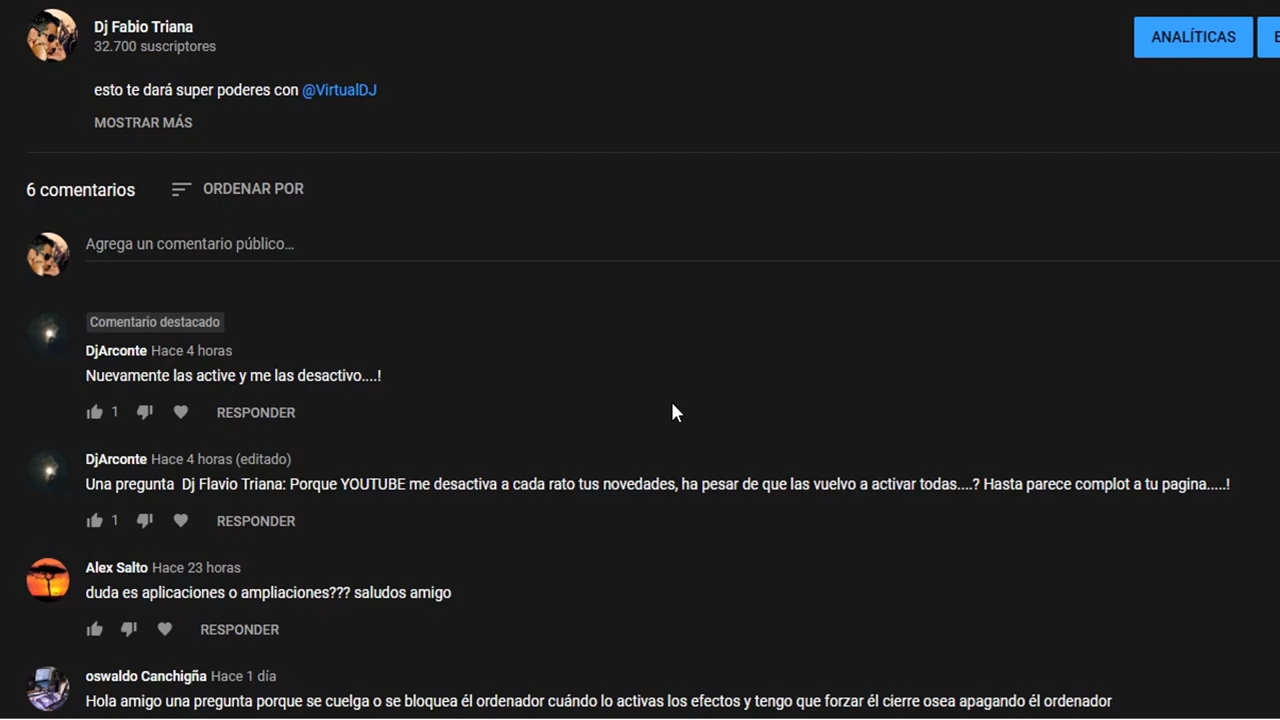 Dj Fabio Triana
32.700 suscriptores
ANALÍTICAS
esto te dará super poderes con @VirtualDJ
MOSTRAR MÁS
6 comentarios
ORDENAR POR
Agrega un comentario público...
Comentario destacado
DjArconte Hace 4 horas
Nuevamente las active y me las desactivo....!
1
RESPONDER
DjArconte Hace 4 horas (editado)
Una pregunta  Dj Flavio Triana: Porque YOUTUBE me desactiva a cada rato tus novedades, ha pesar de que las vuelvo a activar todas....? Hasta parece complot a tu pagina.....!
1
RESPONDER
Alex Salto Hace 23 horas
duda es aplicaciones o ampliaciones??? saludos amigo
RESPONDER
oswaldo Canchigña Hace 1 día
Hola amigo una pregunta porque se cuelga o se bloquea él ordenador cuándo lo activas los efectos y tengo que forzar él cierre osea apagando él ordenador